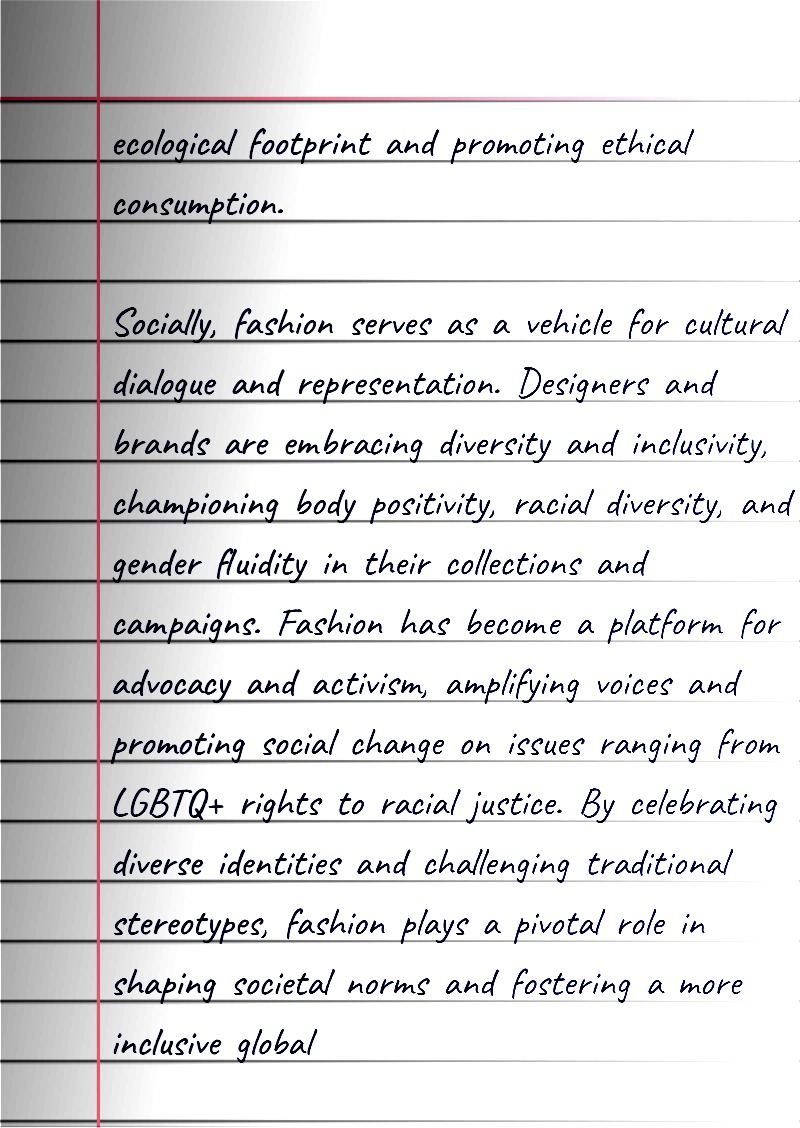 ecological footprint and promoting ethical
consumption.
Socially, fashion serves as a vehicle for cultural
dialogue and representation. Designers and
brands are embracing diversity and inclusivity,
championing body positivity, racial diversity, and
gender fluidity in their collections and
campaigns. Fashion has become a platform for
advocacy and activism, amplifying voices and
promoting social change on issues ranging from
LGBTQ+ rights to racial justice. By celebrating
diverse identities and challenging traditional
stereotypes, fashion plays a pivotal role in
shaping societal norms and fostering a more
inclusive global